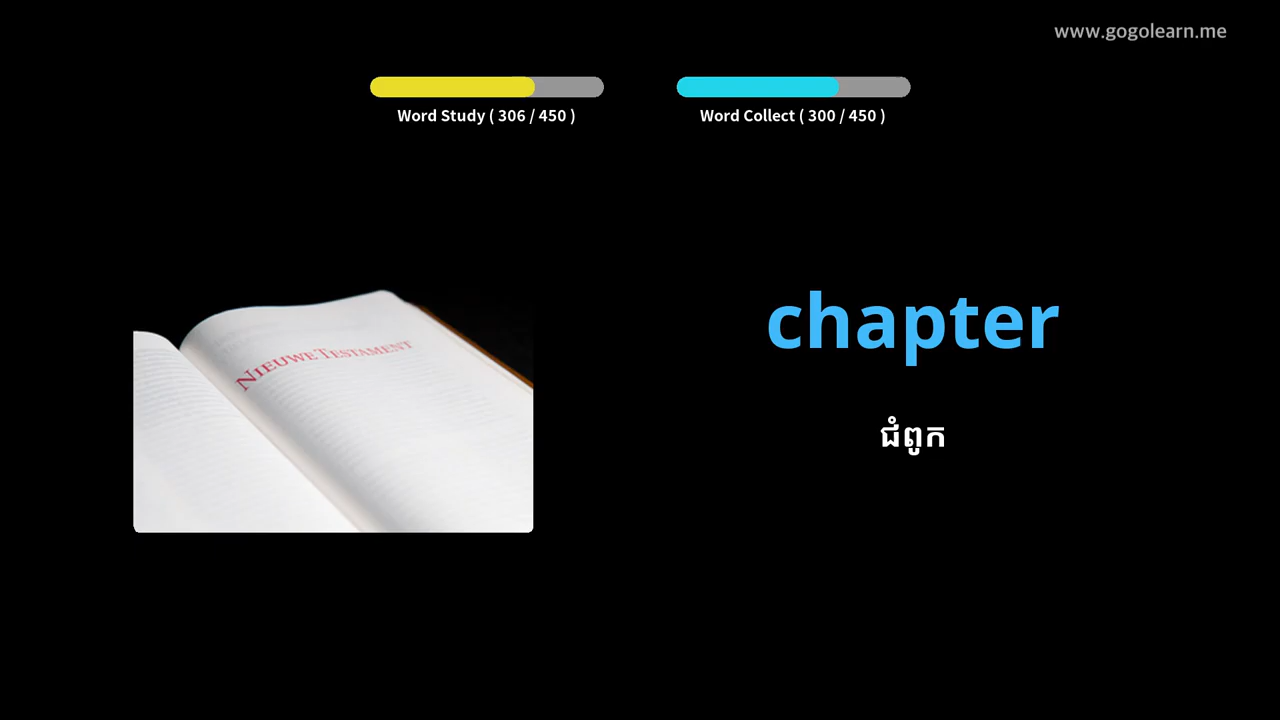 www.gogolearn.me
Word Study ( 306 / 450 )
Word Collect ( 300 / 450 )
NIEUWE TESTAMENT
chapter
ជំពូក